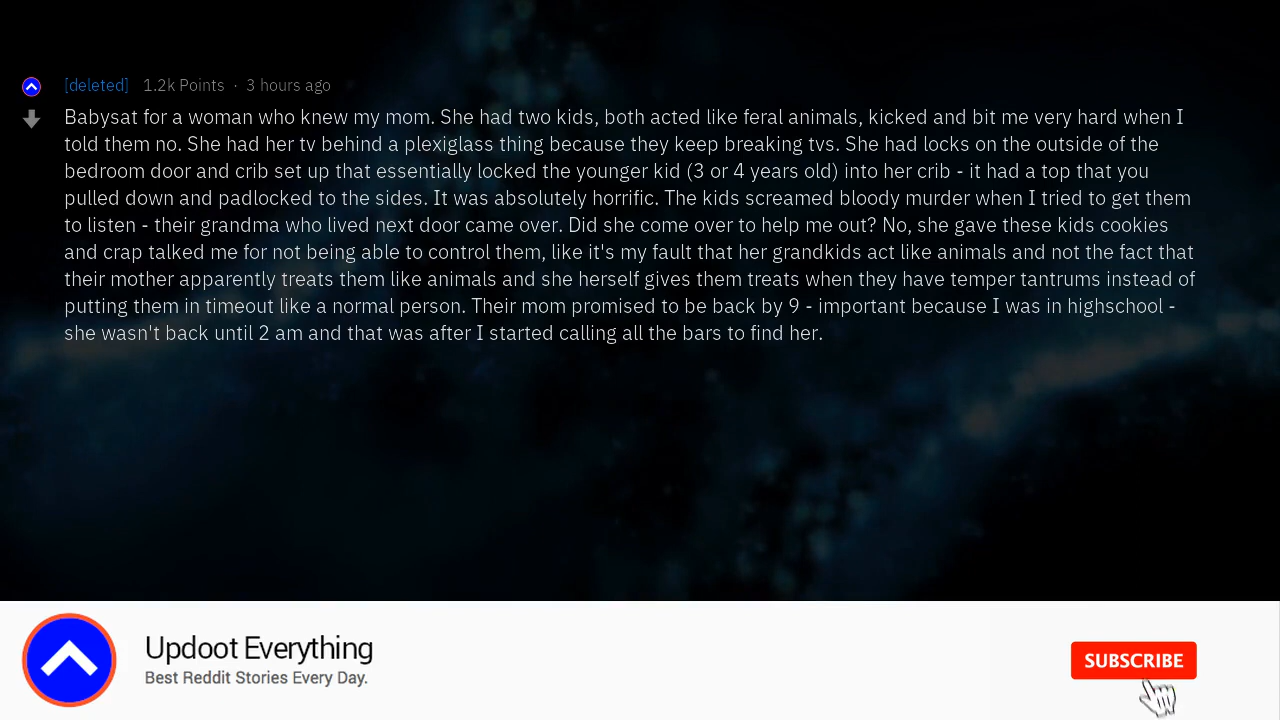 [deleted] 1.2k Points · 3 hours ago
Babysat for a woman who knew my mom. She had two kids, both acted like feral animals, kicked and bit me very hard when I
told them no. She had her tv behind a plexiglass thing because they keep breaking tvs. She had locks on the outside of the
bedroom door and crib set up that essentially locked the younger kid (3 or 4 years old) into her crib - it had a top that you
pulled down and padlocked to the sides. It was absolutely horrific. The kids screamed bloody murder when I tried to get them
to listen - their grandma who lived next door came over. Did she come over to help me out? No, she gave these kids cookies
and crap talked me for not being able to control them, like it's my fault that her grandkids act like animals and not the fact that
their mother apparently treats them like animals and she herself gives them treats when they have temper tantrums instead of
putting them in timeout like a normal person. Their mom promised to be back by 9 - important because I was in highschool -
she wasn't back until 2 am and that was after I started calling all the bars to find her.
Updoot Everything
Best Reddit Stories Every Day.
SUBSCRIBE